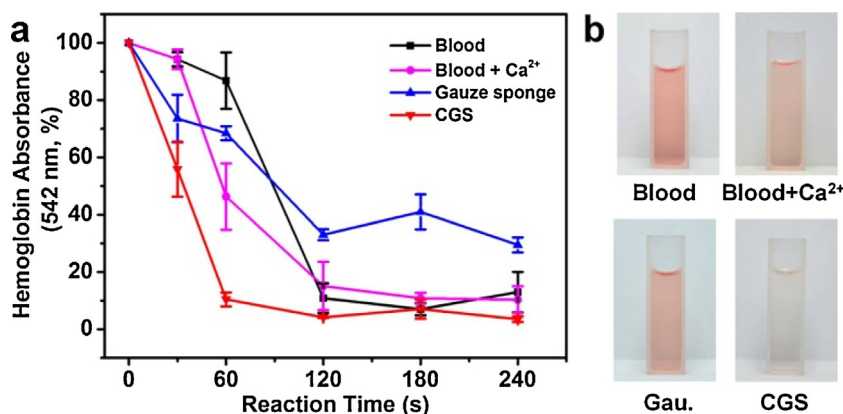 a
Hemoglobin Absorbance
(542 nm, %)
100
80
60
40
20
0
0 60 120 180 240
Reaction Time (s)
Blood
Blood + Ca²⁺
Gauze sponge
CGS
b
Blood Blood+Ca²⁺
Gau. CGS